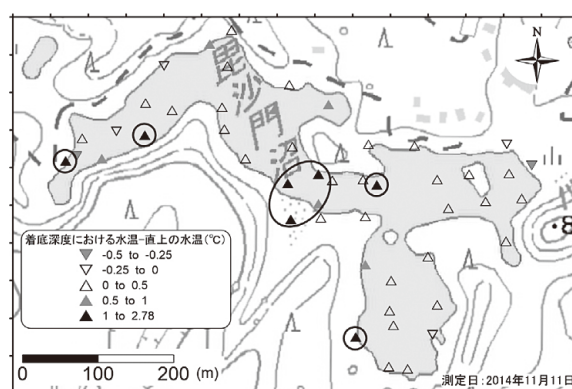 N
毘沙門沼
8
着底深度における水温-直上の水温(℃)
-0.5 to -0.25
-0.25 to 0
0 to 0.5
0.5 to 1
1 to 2.78
0 100 200 (m)
測定日:2014年11月11日